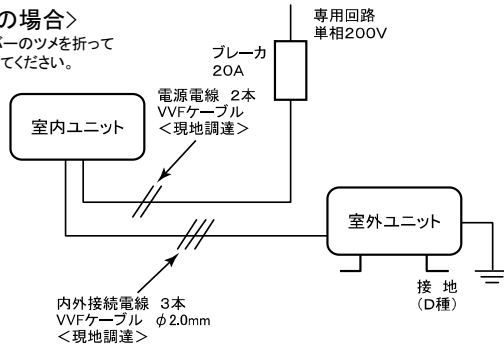 の場合>
バーのツメを折って
てください。
専用回路
単相200V
ブレーカ
20A
電源電線 2本
VVFケーブル
<現地調達>
室内ユニット
室外ユニット
接 地
(D種)
内外接続電線 3本
VVFケーブル φ2.0mm
<現地調達>